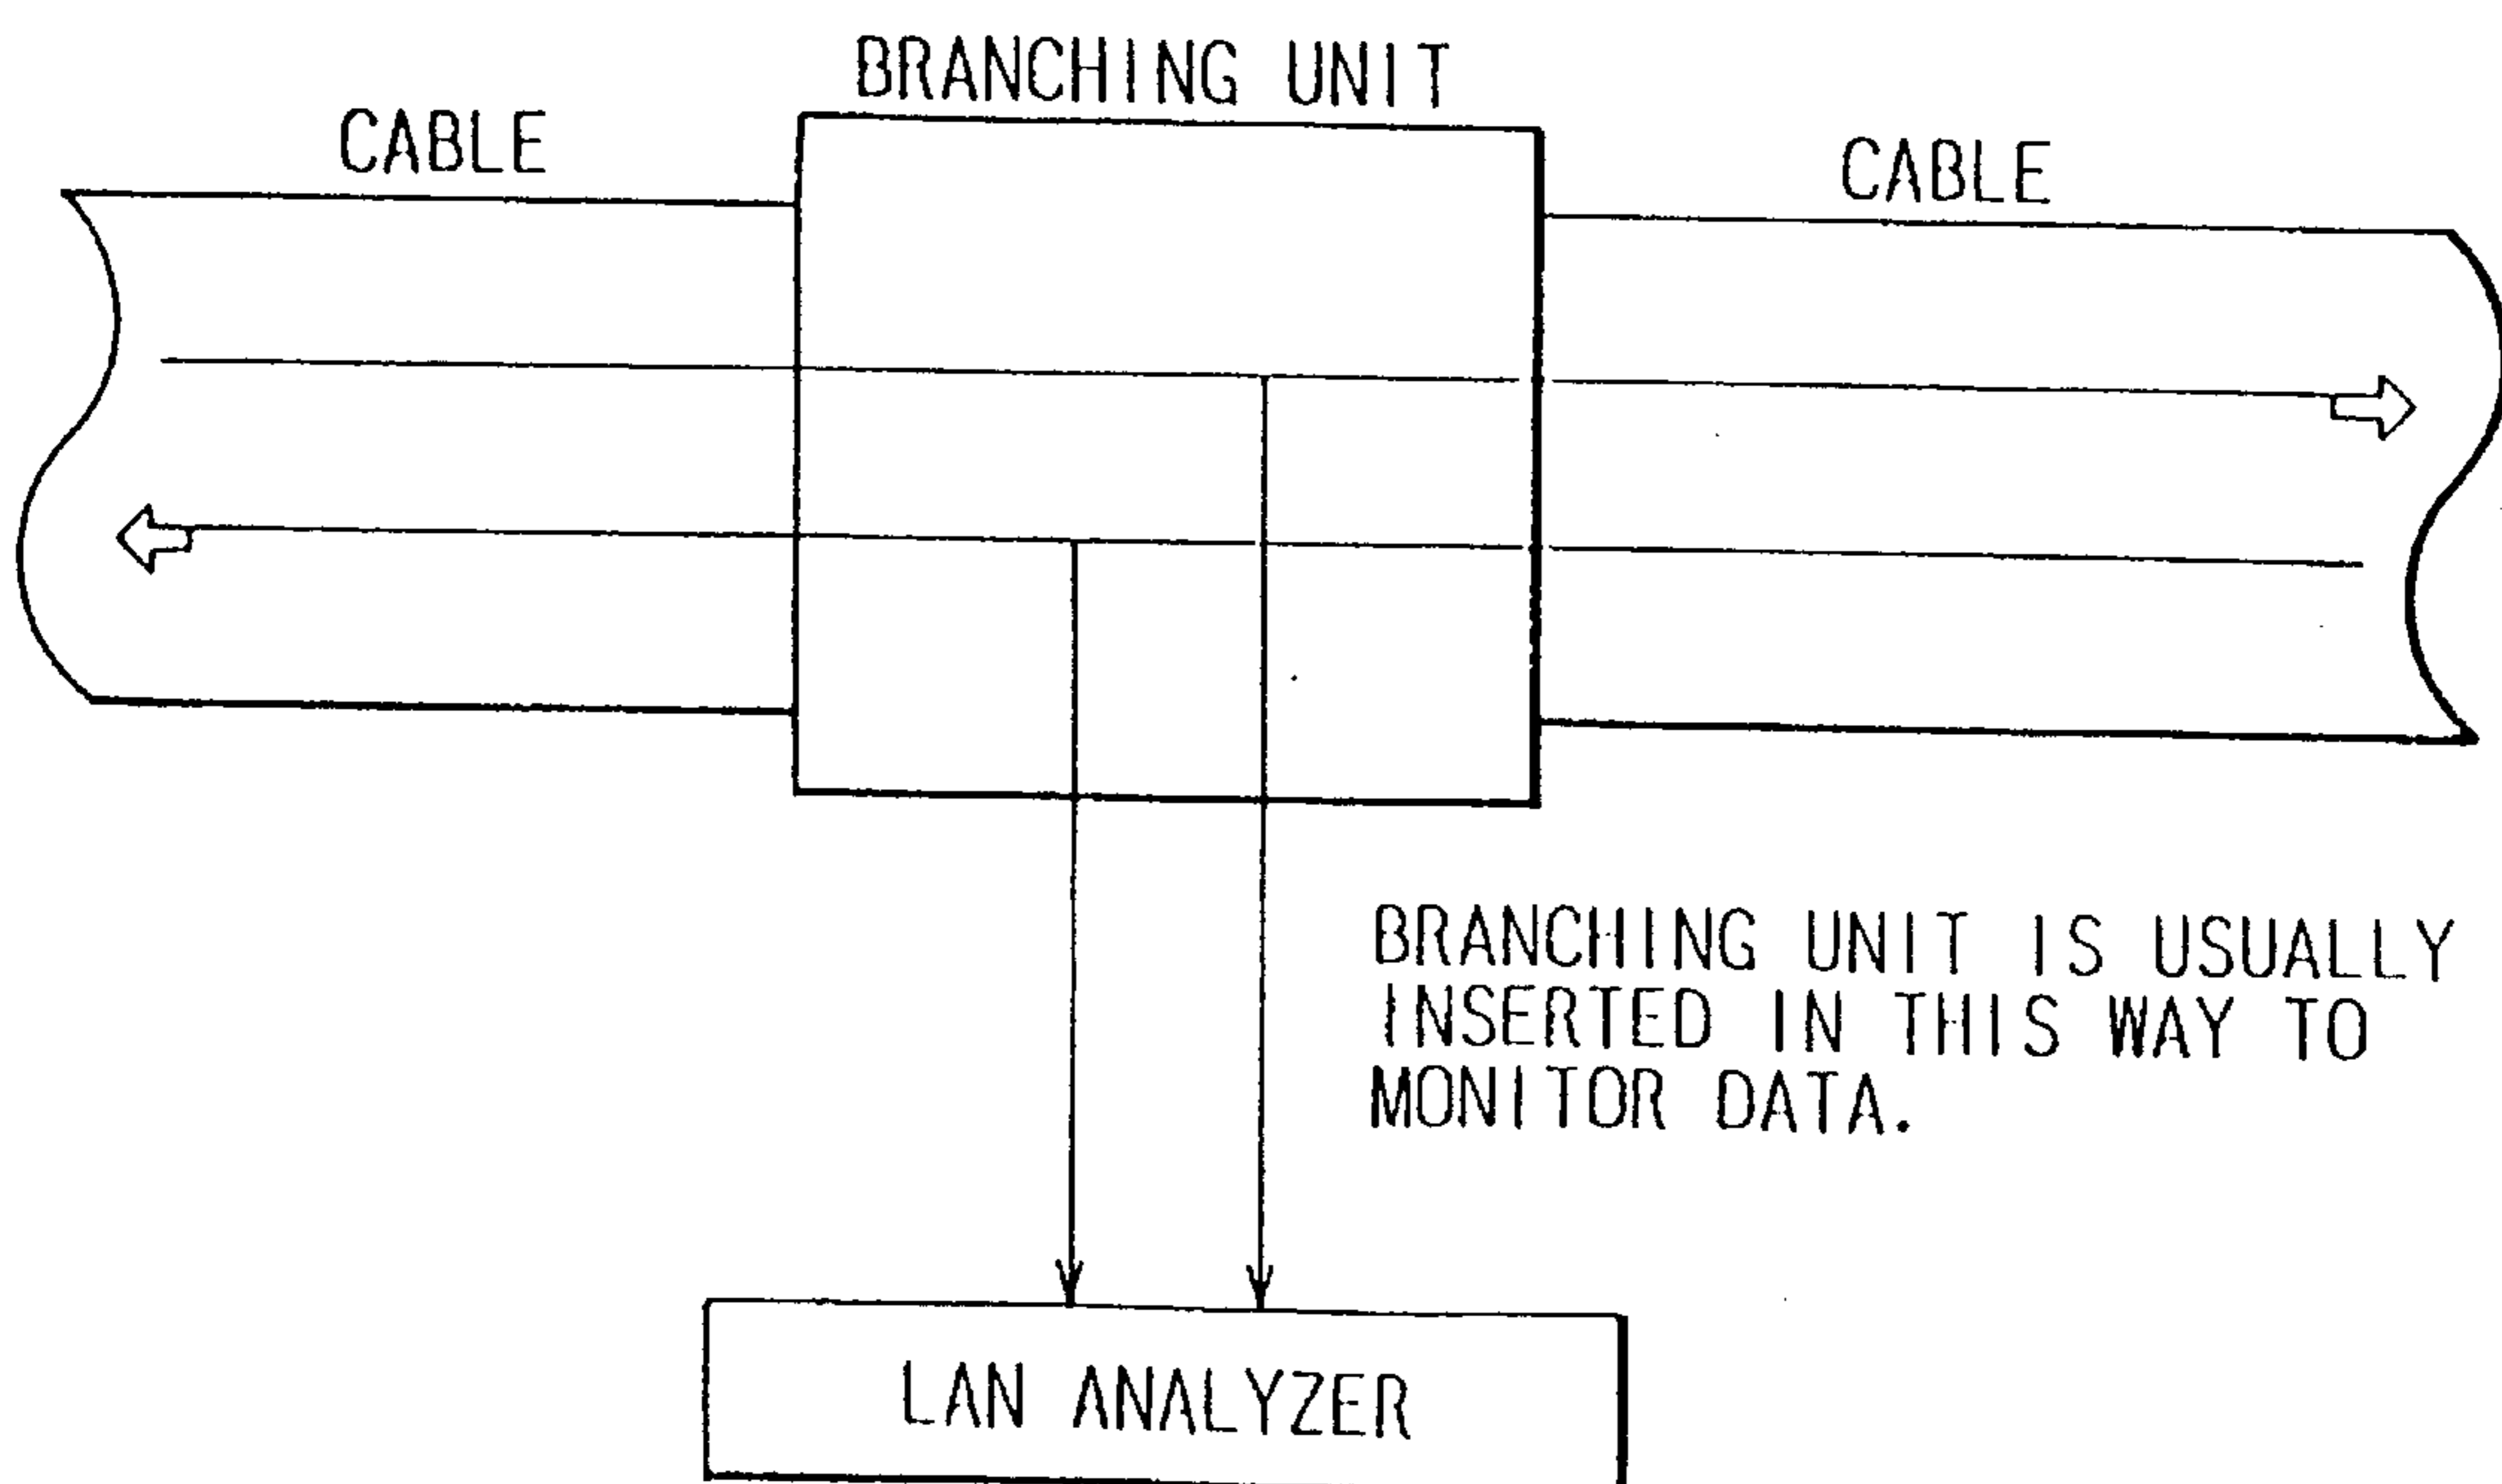 BRANCHING UNIT
CABLE
CABLE
BRANCHING UNIT IS USUALLY
INSERTED IN THIS WAY TO
MONITOR DATA.
LAN ANALYZER